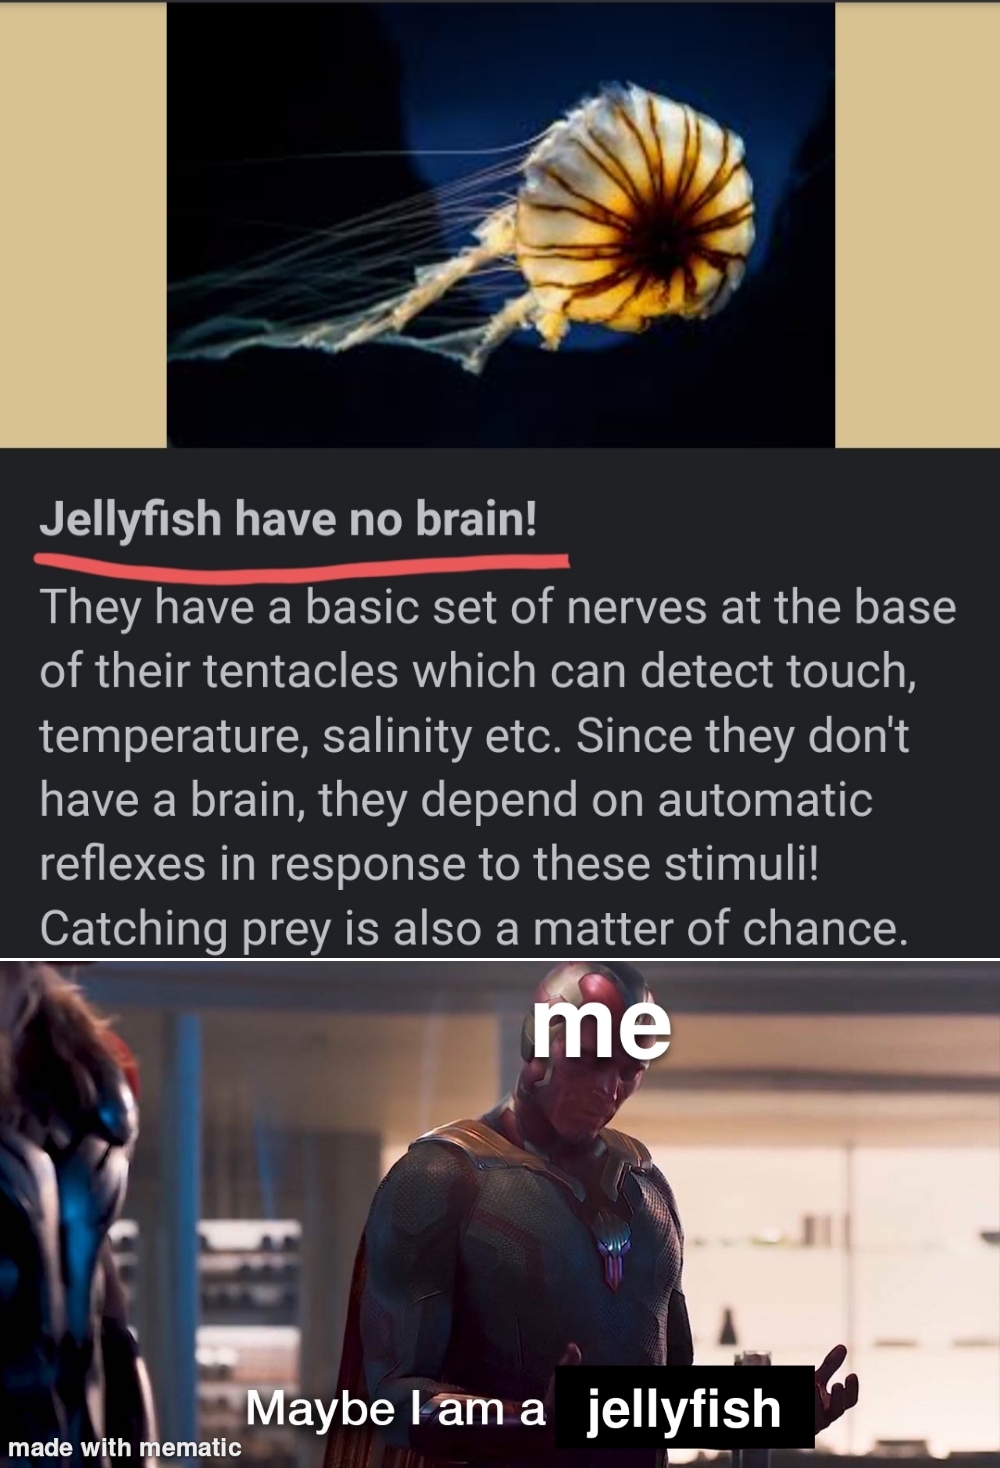 Jellyfish have no brain!
They have a basic set of nerves at the base
of their tentacles which can detect touch,
temperature, salinity etc. Since they don't
have a brain, they depend on automatic
reflexes in response to these stimuli!
Catching prey is also a matter of chance.
me
Maybe I am a jellyfish
made with mematic